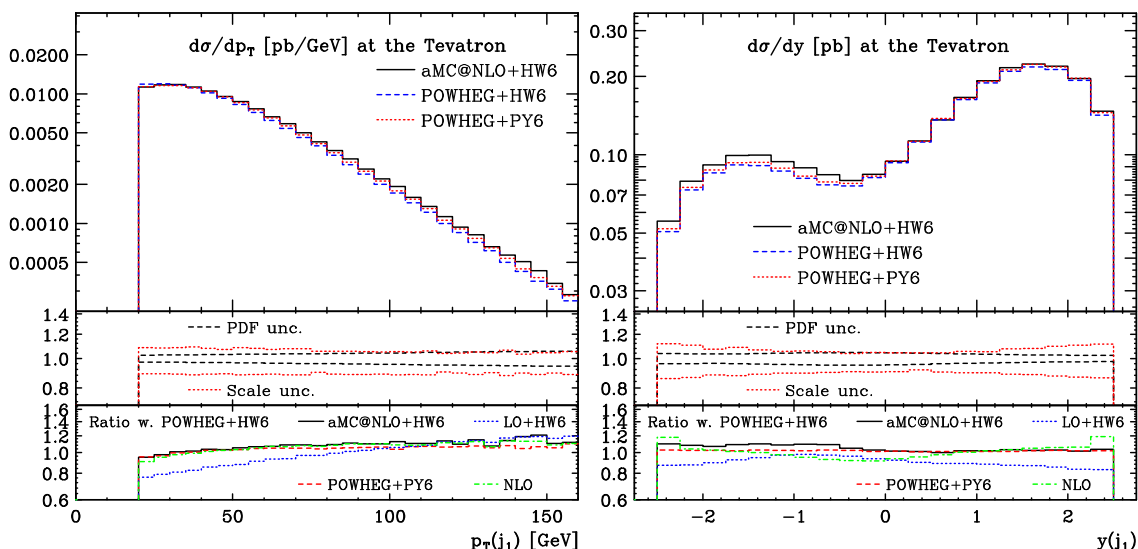 dσ/dp_T [pb/GeV] at the Tevatron
aMC@NLO+HW6
POWHEG+HW6
POWHEG+PY6
0.0200
0.0100
0.0050
0.0020
0.0010
0.0005
1.4
1.2
1.0
0.8
PDF unc.
Scale unc.
1.6
1.4
1.2
1.0
0.8
0.6
Ratio w. POWHEG+HW6
aMC@NLO+HW6
LO+HW6
POWHEG+PY6
NLO
0
50
100
150
p_T(j_1) [GeV]
dσ/dy [pb] at the Tevatron
aMC@NLO+HW6
POWHEG+HW6
POWHEG+PY6
0.30
0.20
0.10
0.07
0.05
0.03
1.4
1.2
1.0
0.8
PDF unc.
Scale unc.
1.6
1.4
1.2
1.0
0.8
0.6
Ratio w. POWHEG+HW6
aMC@NLO+HW6
LO+HW6
POWHEG+PY6
NLO
−2
−1
0
1
2
y(j_1)